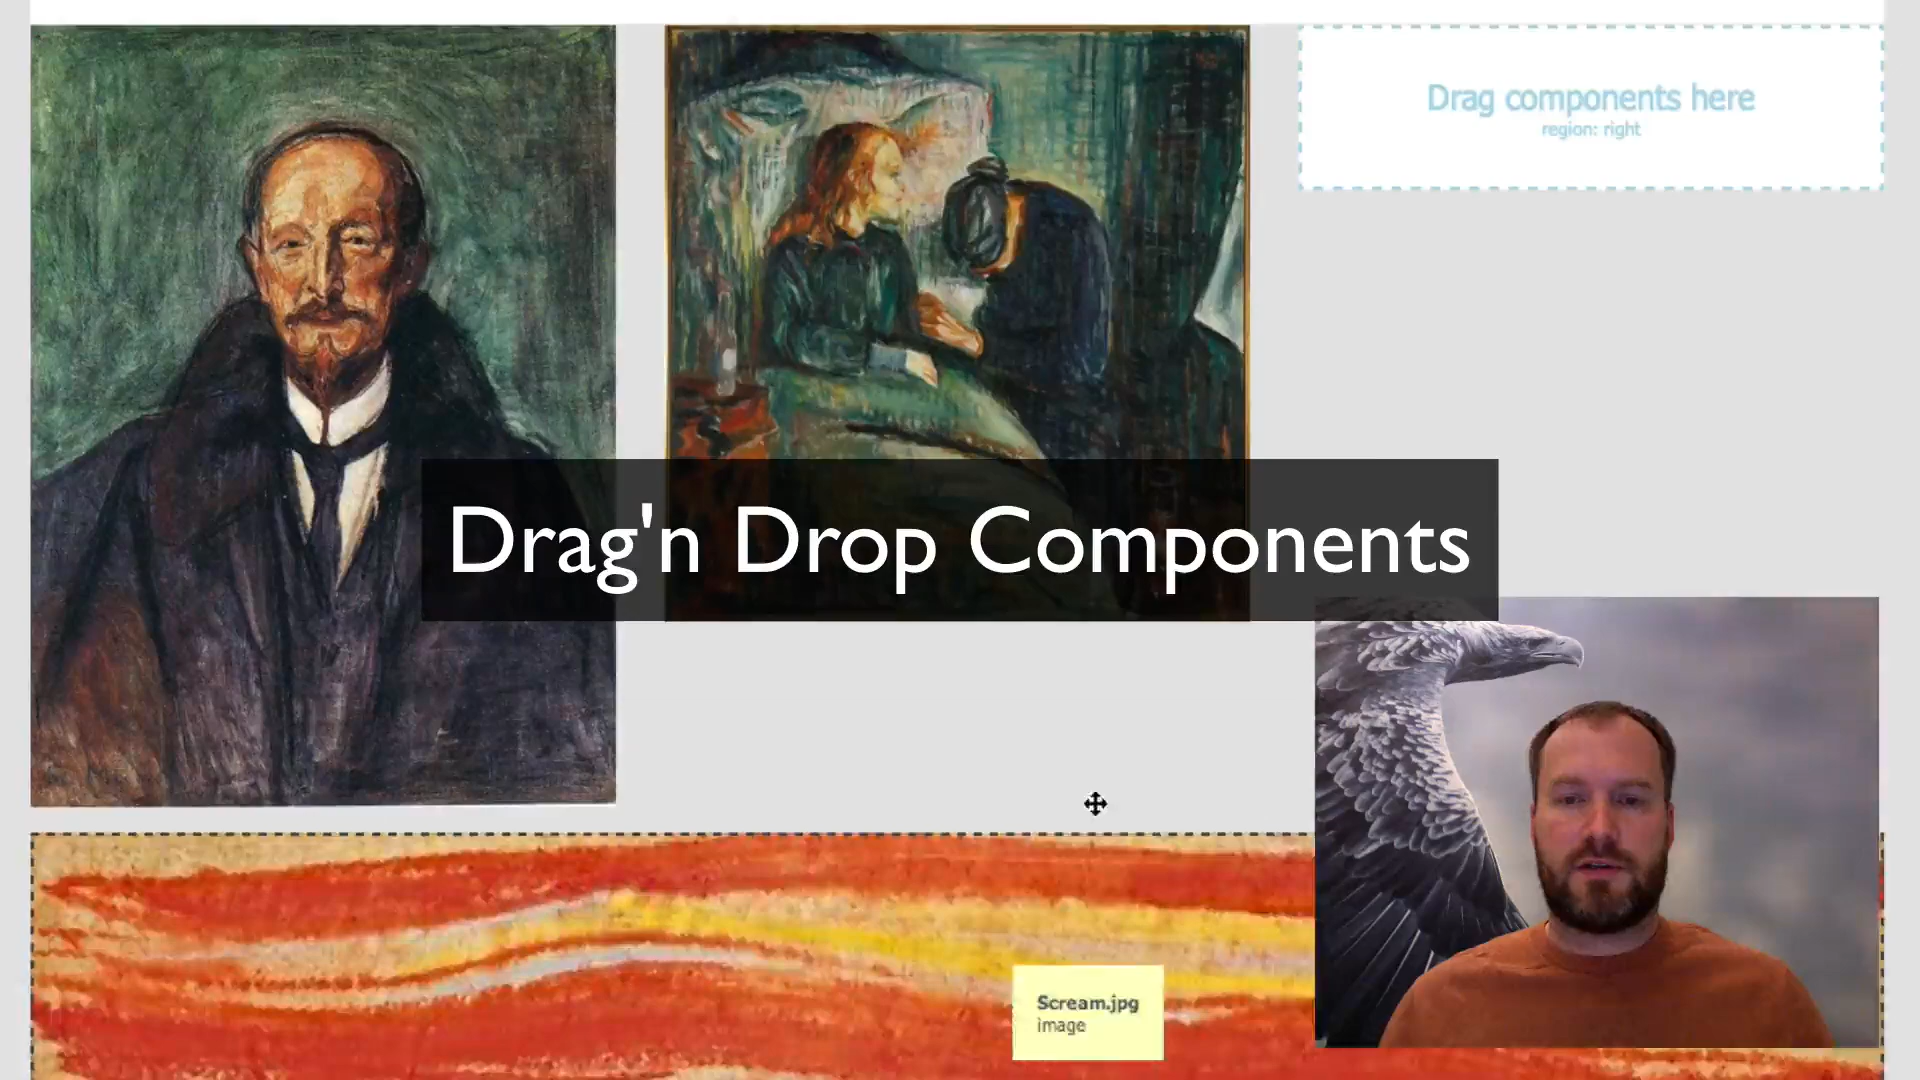 Drag components here
region: right
Drag'n Drop Components
Scream.jpg
image